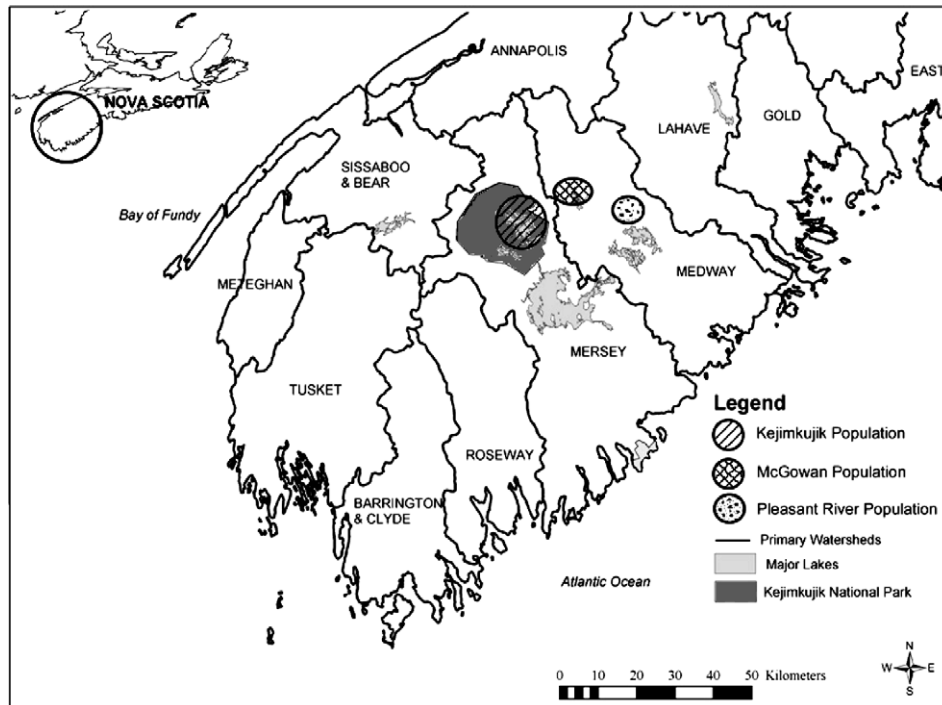 NOVA SCOTIA
ANNAPOLIS
EAST
LAHAVE
GOLD
SISSABOO
& BEAR
Bay of Fundy
METEGHAN
MEDWAY
MERSEY
TUSKET
ROSEWAY
BARRINGTON
& CLYDE
Atlantic Ocean
Legend
Kejimkujik Population
McGowan Population
Pleasant River Population
Primary Watersheds
Major Lakes
Kejimkujik National Park
N
W E
S
0 10 20 30 40 50 Kilometers